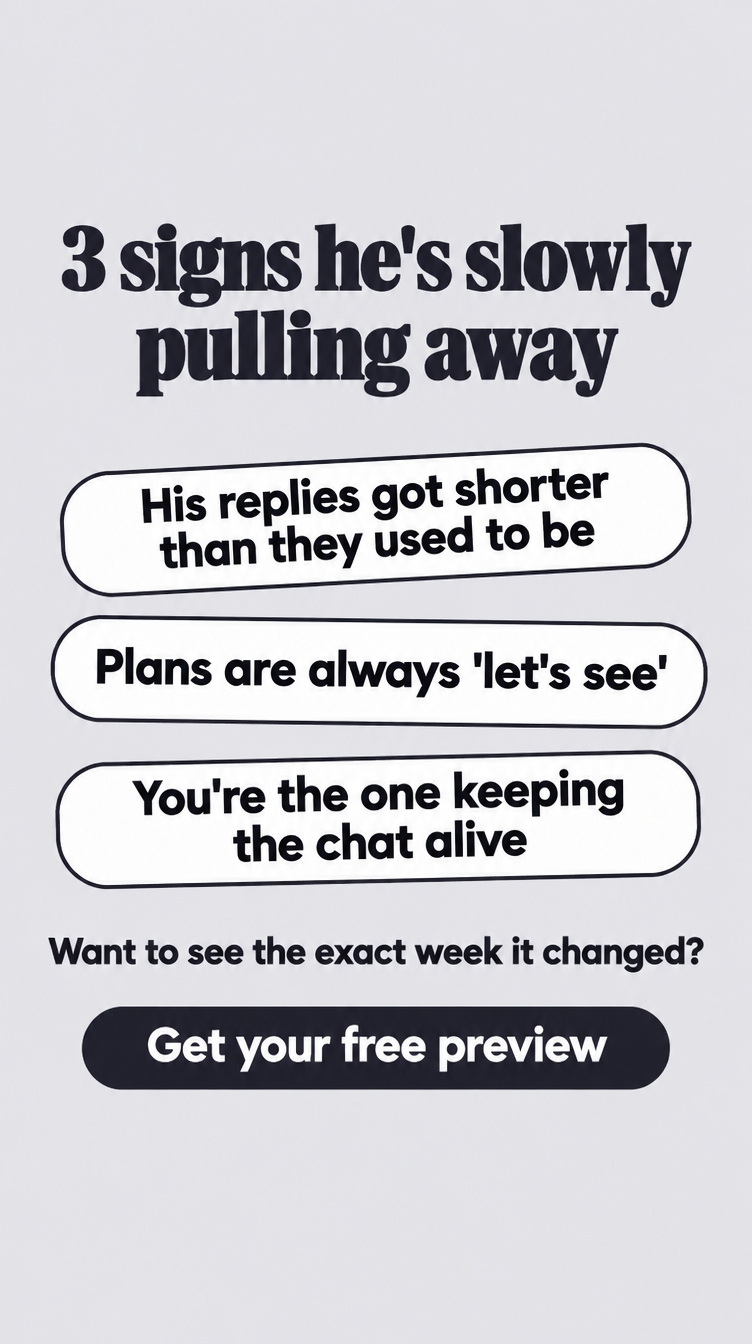 3 signs he's slowly
pulling away
His replies got shorter
than they used to be
Plans are always 'let's see'
You're the one keeping
the chat alive
Want to see the exact week it changed?
Get your free preview